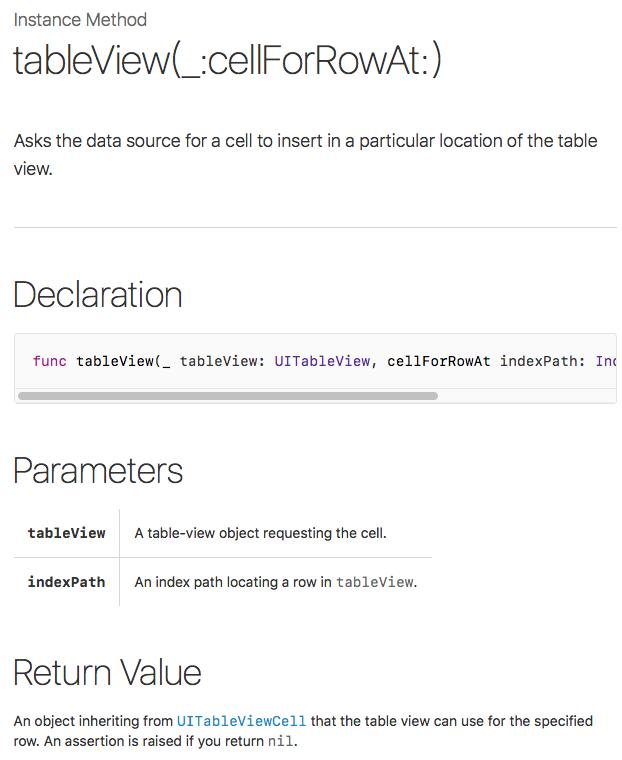 Instance Method
tableView(_:cellForRowAt:)
Asks the data source for a cell to insert in a particular location of the table
view.
Declaration
func tableView(_ tableView: UITableView, cellForRowAt indexPath: Ind
Parameters
tableView A table-view object requesting the cell.
indexPath An index path locating a row in tableView.
Return Value
An object inheriting from UITableViewCell that the table view can use for the specified
row. An assertion is raised if you return nil.